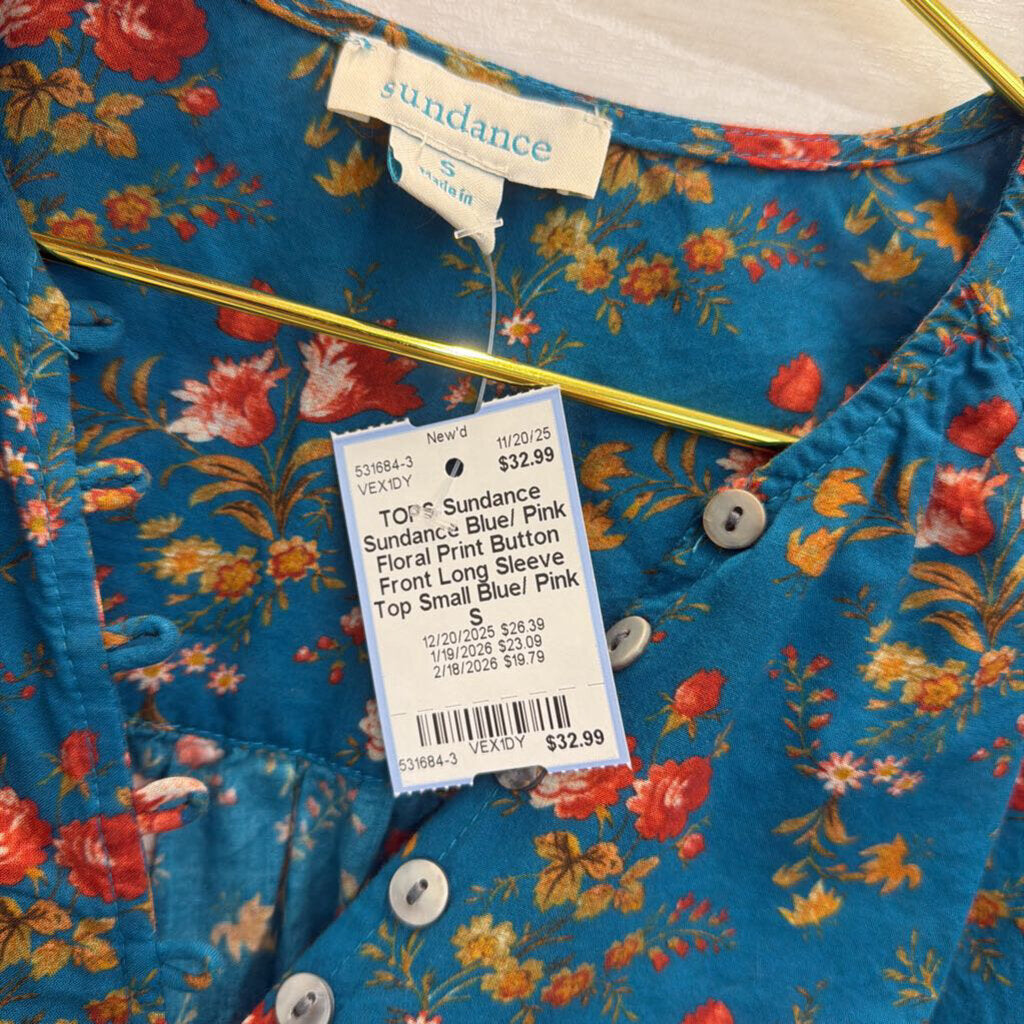 sundance
S
Made in
New'd
531684-3 11/20/25
VEX1DY $32.99
TOPS Sundance
Sundance Blue/ Pink
Floral Print Button
Front Long Sleeve
Top Small Blue/ Pink
S
12/20/2025 $26.39
1/19/2026 $23.09
2/18/2026 $19.79
531684-3 VEX1DY $32.99